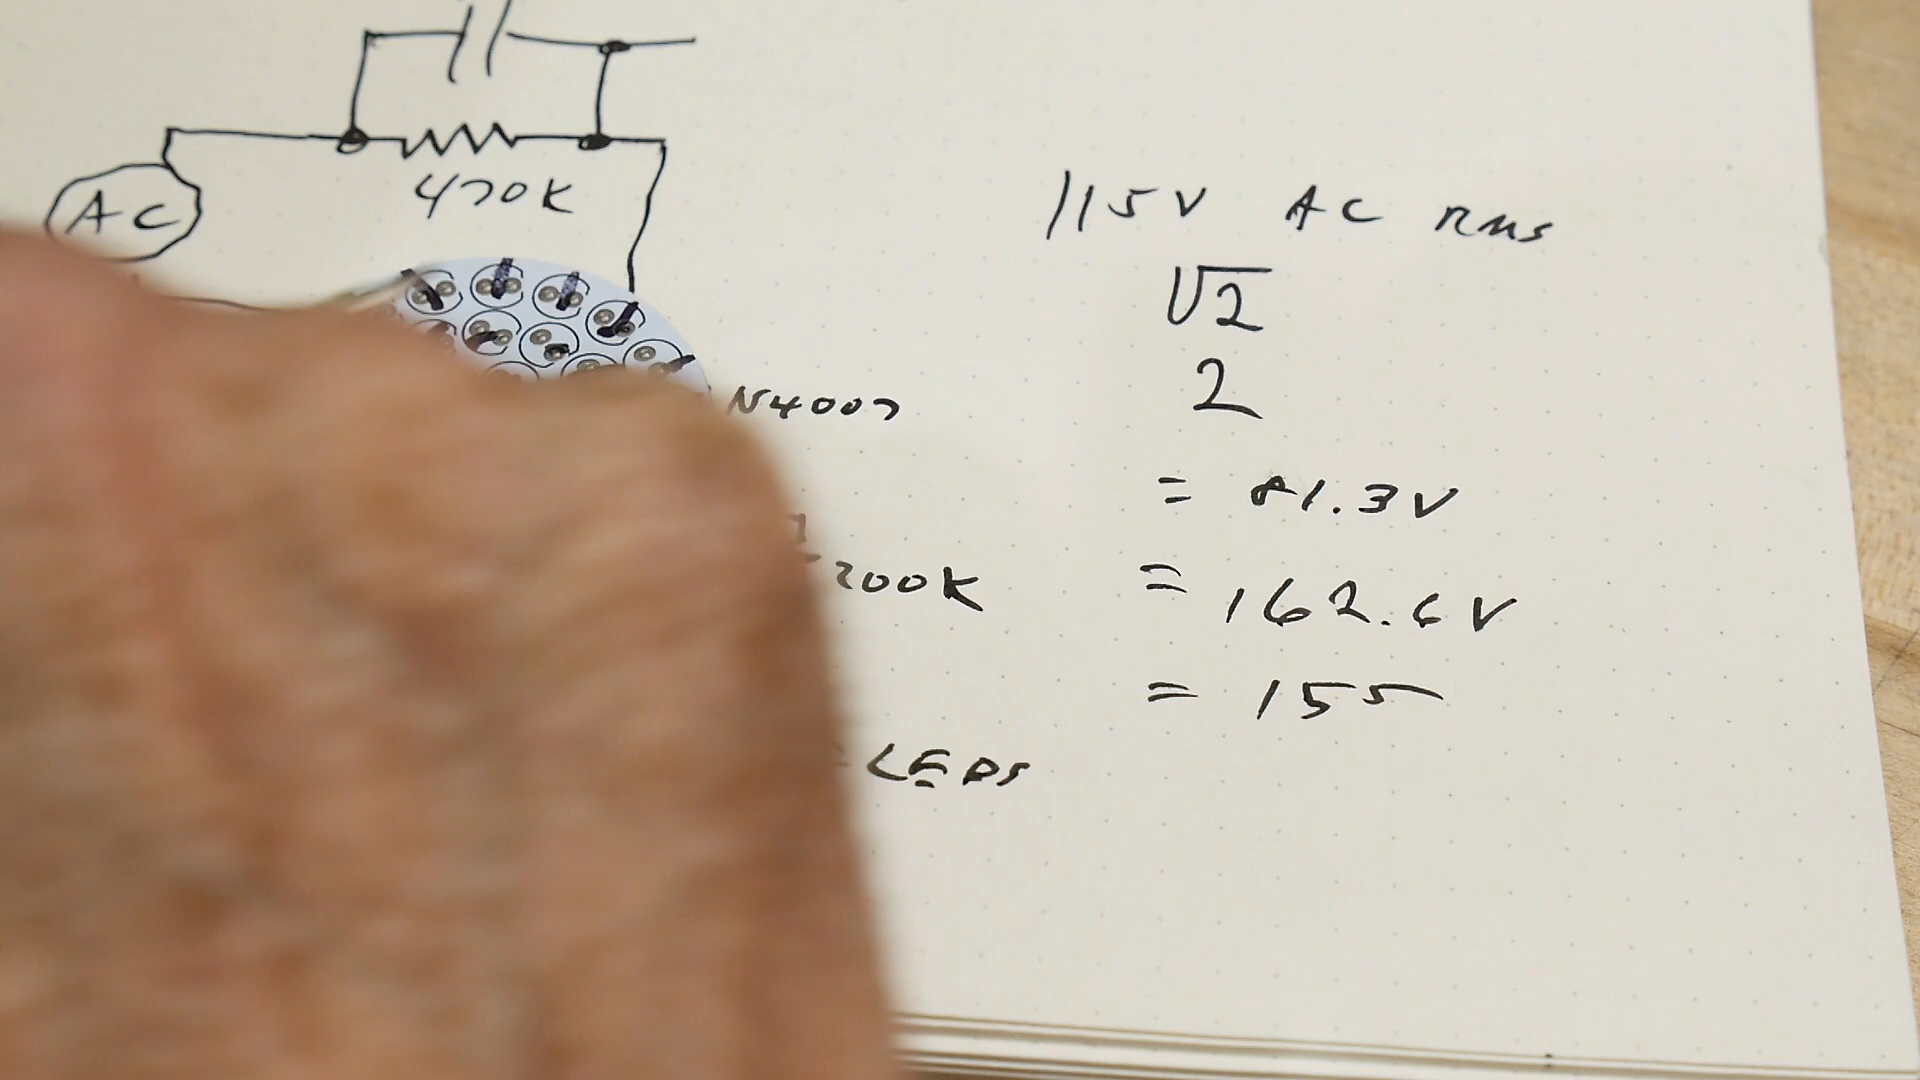 470K
AC
115V AC RMS
√2
2
N4007
= 81.3V
200K
= 162.6V
= 155
LEDS